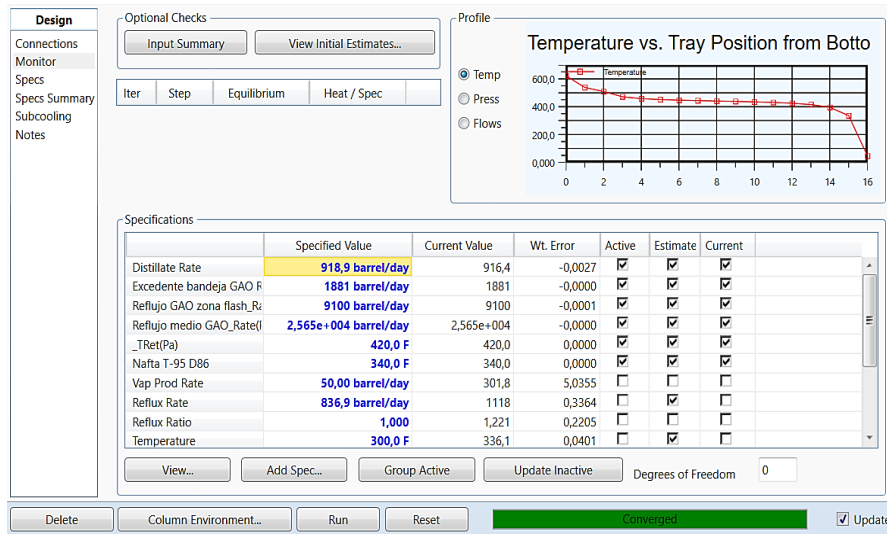 Design
Connections
Monitor
Specs
Specs Summary
Subcooling
Notes
Optional Checks
Input Summary
View Initial Estimates...
Iter Step Equilibrium Heat / Spec
Profile
Temp
Press
Flows
Temperature vs. Tray Position from Botto
Temperature
600,0
400,0
200,0
0,000
0 2 4 6 8 10 12 14 16
Specifications
Specified Value Current Value Wt. Error Active Estimate Current
Distillate Rate 918,9 barrel/day 916,4 -0,0027
Excedente bandeja GAO R 1881 barrel/day 1881 -0,0000
Reflujo GAO zona flash_Ra 9100 barrel/day 9100 -0,0001
Reflujo medio GAO_Rate(I 2,565e+004 barrel/day 2,565e+004 -0,0000
_TRet(Pa) 420,0 F 420,0 0,0000
Nafta T-95 D86 340,0 F 340,0 0,0000
Vap Prod Rate 50,00 barrel/day 301,8 5,0355
Reflux Rate 836,9 barrel/day 1118 0,3364
Reflux Ratio 1,000 1,221 0,2205
Temperature 300,0 F 336,1 0,0401
View... Add Spec... Group Active Update Inactive Degrees of Freedom 0
Delete Column Environment... Run Reset Converged Update